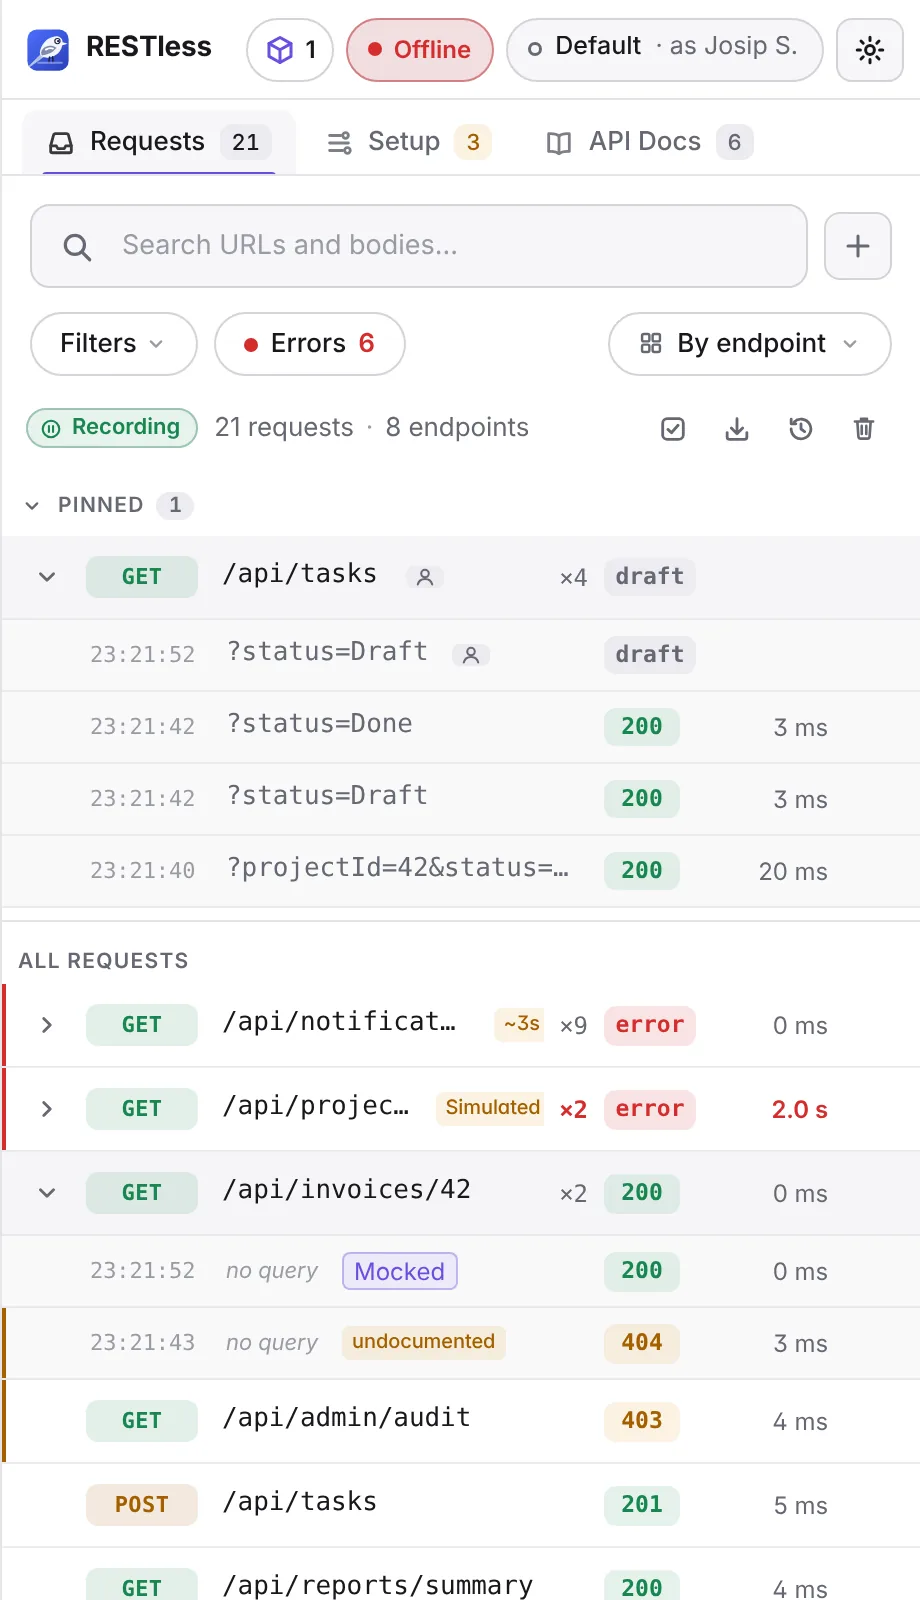 RESTless 1 Offline Default · as Josip S.
Requests 21 Setup 3 API Docs 6
Search URLs and bodies...
Filters Errors 6 By endpoint
Recording 21 requests · 8 endpoints
PINNED 1
GET /api/tasks ×4 draft
23:21:52 ?status=Draft draft
23:21:42 ?status=Done 200 3 ms
23:21:42 ?status=Draft 200 3 ms
23:21:40 ?projectId=42&status=… 200 20 ms
ALL REQUESTS
GET /api/notificat… ~3s ×9 error 0 ms
GET /api/projec… Simulated ×2 error 2.0 s
GET /api/invoices/42 ×2 200 0 ms
23:21:52 no query Mocked 200 0 ms
23:21:43 no query undocumented 404 3 ms
GET /api/admin/audit 403 4 ms
POST /api/tasks 201 5 ms
GET /api/reports/summary 200 4 ms